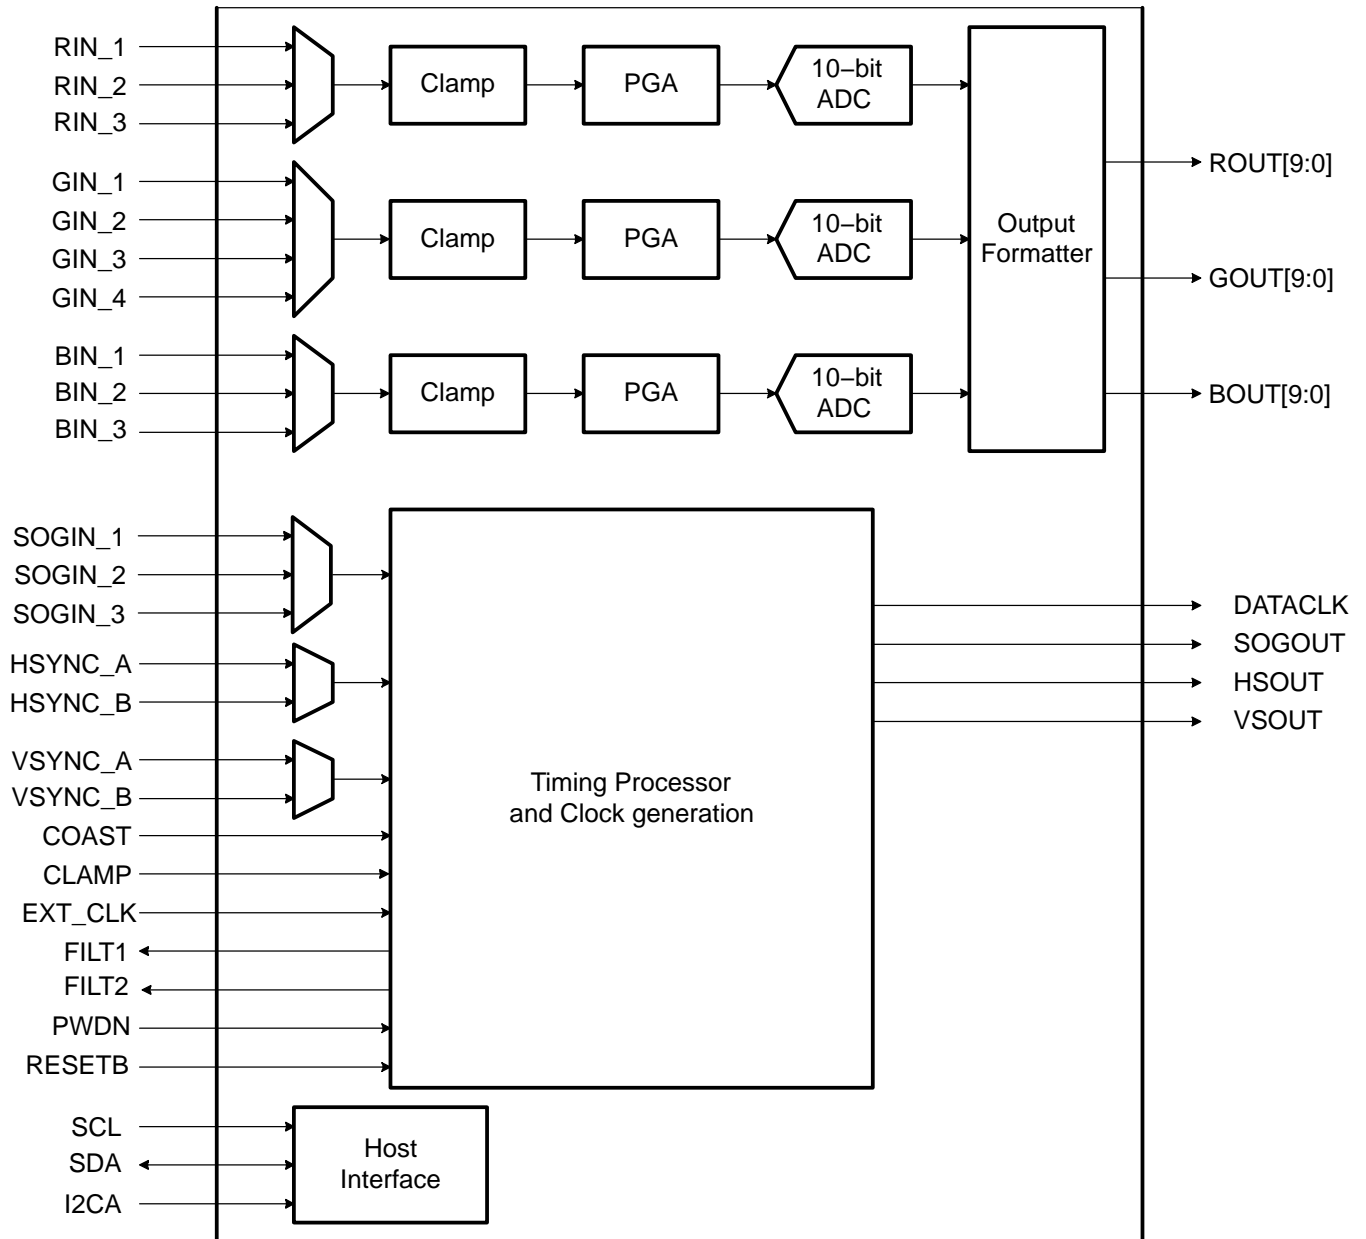 RIN_1
RIN_2
RIN_3
Clamp
PGA
10−bit
ADC
GIN_1
GIN_2
GIN_3
GIN_4
Clamp
PGA
10−bit
ADC
BIN_1
BIN_2
BIN_3
Clamp
PGA
10−bit
ADC
Output
Formatter
ROUT[9:0]
GOUT[9:0]
BOUT[9:0]
SOGIN_1
SOGIN_2
SOGIN_3
HSYNC_A
HSYNC_B
VSYNC_A
VSYNC_B
COAST
CLAMP
EXT_CLK
FILT1
FILT2
PWDN
RESETB
Timing Processor
and Clock generation
DATACLK
SOGOUT
HSOUT
VSOUT
SCL
SDA
I2CA
Host
Interface